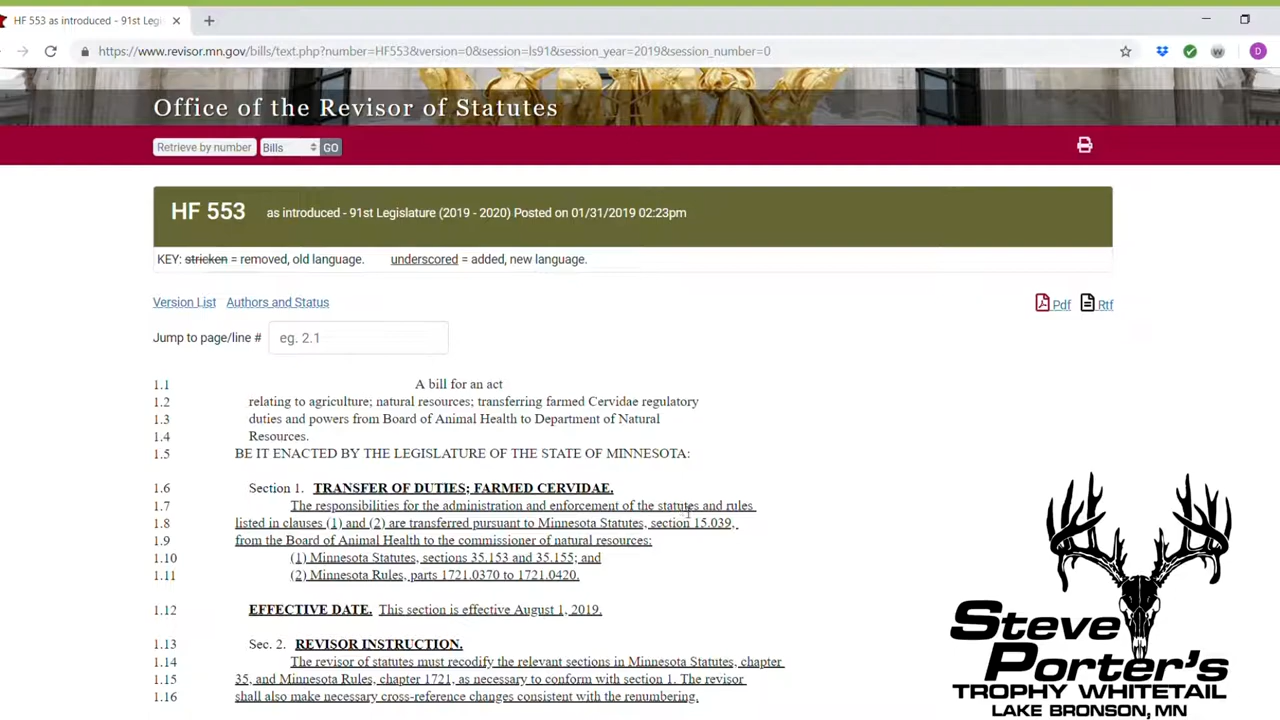 HF 553 as introduced - 91st Legi
https://www.revisor.mn.gov/bills/text.php?number=HF553&version=0&session=ls91&session_year=2019&session_number=0
W
D
Office of the Revisor of Statutes
Retrieve by number
Bills
GO
HF 553 as introduced - 91st Legislature (2019 - 2020) Posted on 01/31/2019 02:23pm
KEY: stricken = removed, old language. underscored = added, new language.
Version List Authors and Status
Pdf Rtf
Jump to page/line # eg. 2.1
1.1 A bill for an act
1.2 relating to agriculture; natural resources; transferring farmed Cervidae regulatory
1.3 duties and powers from Board of Animal Health to Department of Natural
1.4 Resources.
1.5 BE IT ENACTED BY THE LEGISLATURE OF THE STATE OF MINNESOTA:
1.6 Section 1. TRANSFER OF DUTIES; FARMED CERVIDAE.
1.7 The responsibilities for the administration and enforcement of the statutes and rules
1.8 listed in clauses (1) and (2) are transferred pursuant to Minnesota Statutes, section 15.039,
1.9 from the Board of Animal Health to the commissioner of natural resources:
1.10 (1) Minnesota Statutes, sections 35.153 and 35.155; and
1.11 (2) Minnesota Rules, parts 1721.0370 to 1721.0420.
1.12 EFFECTIVE DATE. This section is effective August 1, 2019.
1.13 Sec. 2. REVISOR INSTRUCTION.
1.14 The revisor of statutes must recodify the relevant sections in Minnesota Statutes, chapter
1.15 35, and Minnesota Rules, chapter 1721, as necessary to conform with section 1. The revisor
1.16 shall also make necessary cross-reference changes consistent with the renumbering.
Steve
Porter's
TROPHY WHITETAIL
LAKE BRONSON, MN